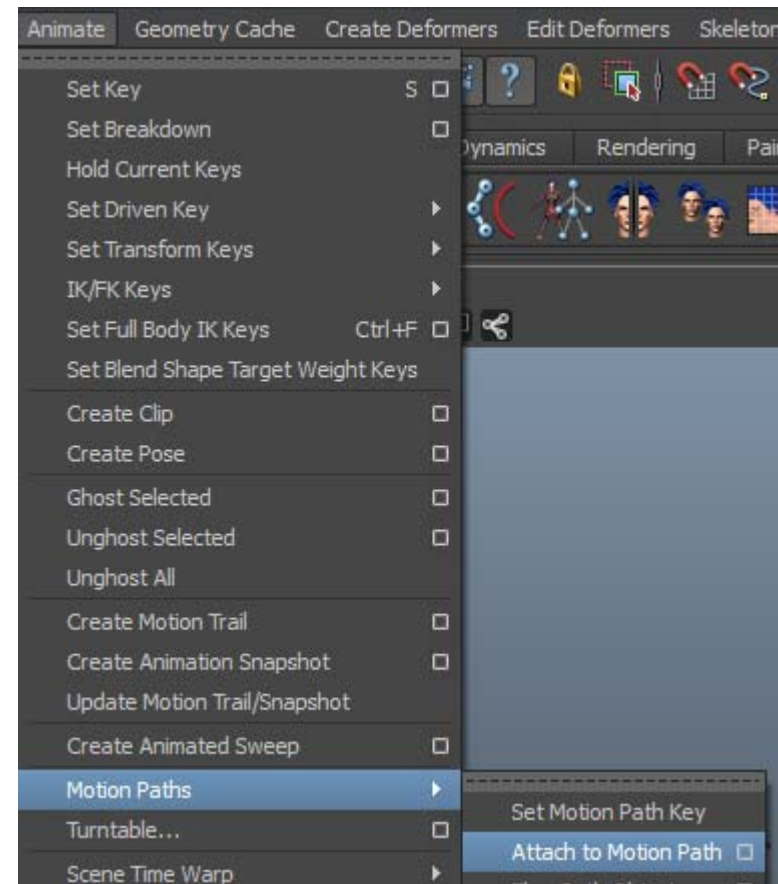 Animate Geometry Cache Create Deformers Edit Deformers Skeleton
Set Key S
Set Breakdown
Hold Current Keys
Set Driven Key
Set Transform Keys
IK/FK Keys
Set Full Body IK Keys Ctrl+F
Set Blend Shape Target Weight Keys
Create Clip
Create Pose
Ghost Selected
Unghost Selected
Unghost All
Create Motion Trail
Create Animation Snapshot
Update Motion Trail/Snapshot
Create Animated Sweep
Motion Paths
Turntable...
Scene Time Warp
?
Dynamics Rendering Pai
Set Motion Path Key
Attach to Motion Path